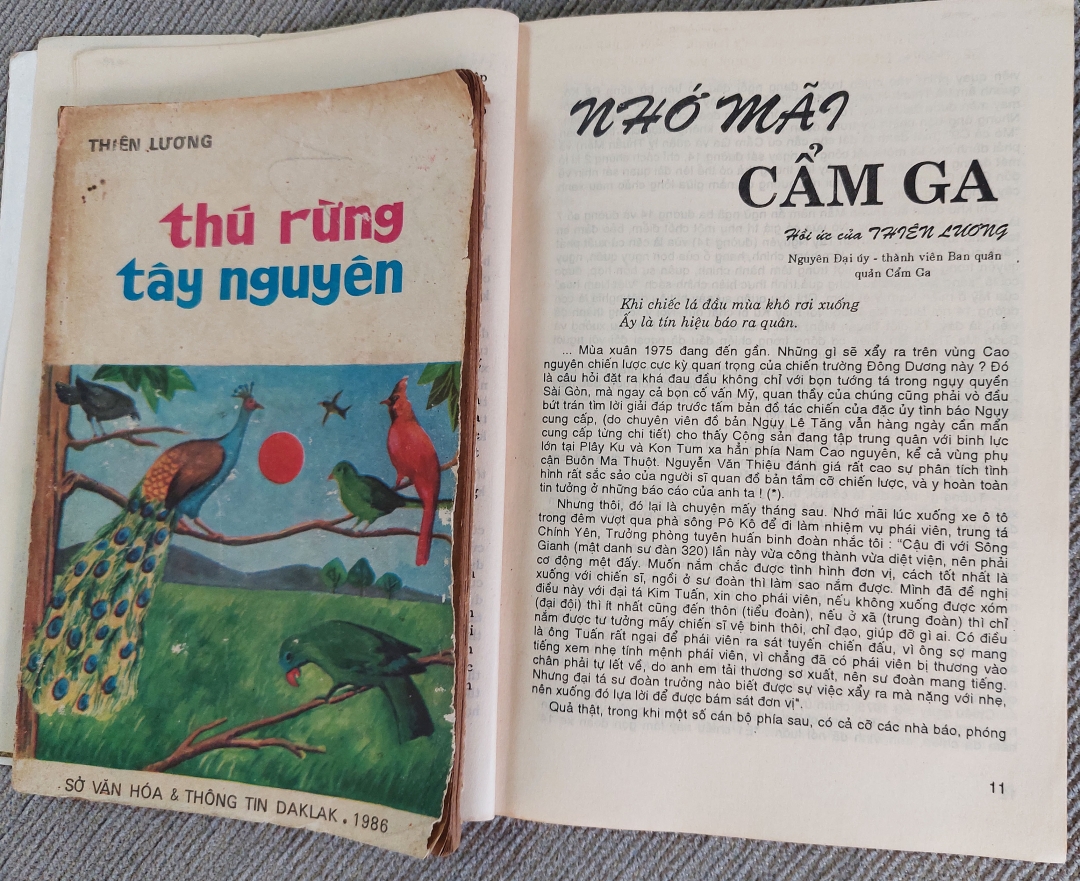 THIÊN LƯƠNG
thú rừng
tây nguyên
SỞ VĂN HÓA & THÔNG TIN DAKLAK . 1986
NHỚ MÃI
CẨM GA
Hồi ức của THIÊN LƯƠNG
Nguyên Đại úy - thành viên Ban quân
quản Cẩm Ga
Khi chiếc lá đầu mùa khô rơi xuống
Ấy là tín hiệu báo ra quân.
... Mùa xuân 1975 đang đến gần. Những gì sẽ xẩy ra trên vùng Cao
nguyên chiến lược cực kỳ quan trọng của chiến trường Đông Dương này ? Đó
là câu hỏi đặt ra khá đau đầu không chỉ với bọn tướng tá trong ngụy quyền
Sài Gòn, mà ngay cả bọn cố vấn Mỹ, quan thầy của chúng cũng phải vò đầu
bứt trán tìm lời giải đáp trước tấm bản đồ tác chiến của đặc ủy tình báo Ngụy
cung cấp, (do chuyên viên đồ bản Ngụy Lê Tăng vẫn hàng ngày cần mẫn
cung cấp từng chi tiết) cho thấy Cộng sản đang tập trung quân với binh lực
lớn tại Plây Ku và Kon Tum xa hẳn phía Nam Cao nguyên, kể cả vùng phụ
cận Buôn Ma Thuột. Nguyễn Văn Thiệu đánh giá rất cao sự phân tích tình
hình rất sắc sảo của người sĩ quan đồ bản tầm cỡ chiến lược, và y hoàn toàn
tin tưởng ở những báo cáo của anh ta ! (*).
Nhưng thôi, đó lại là chuyện mấy tháng sau. Nhớ mãi lúc xuống xe ô tô
trong đêm vượt qua phà sông Pô Kô để đi làm nhiệm vụ phái viên, trung tá
Chính Yên, Trưởng phòng tuyên huấn binh đoàn nhắc tôi : "Cậu đi với Sông
Gianh (mật danh sư đàn 320) lần này vừa công thành vừa diệt viện, nên phải
cơ động mệt đấy. Muốn nắm chắc được tình hình đơn vị, cách tốt nhất là
xuống với chiến sĩ, ngồi ở sư đoàn thì làm sao nắm được. Mình đã đề nghị
điều này với đại tá Kim Tuấn, xin cho phái viên, nếu không xuống được xóm
(đại đội) thì ít nhất cũng đến thôn (tiểu đoàn), nếu ở xã (trung đoàn) thì chỉ
nắm được tư tưởng mấy chiến sĩ vệ binh thôi, chỉ đạo, giúp đỡ gì ai. Có điều
là ông Tuấn rất ngại để phái viên ra sát tuyến chiến đấu, vì ông sợ mang
tiếng xem nhẹ tính mệnh phái viên, vì chẳng đã có phái viên bị thương vào
chân phải tự lết về, do anh em tải thương sơ xuất, nên sư đoàn mang tiếng.
Nhưng đại tá sư đoàn trưởng nào biết được sự việc xẩy ra mà nặng với nhẹ,
nên xuống đó lựa lời để được bám sát đơn vị".
Quả thật, trong khi một số cán bộ phía sau, có cả cỡ các nhà báo, phóng
11